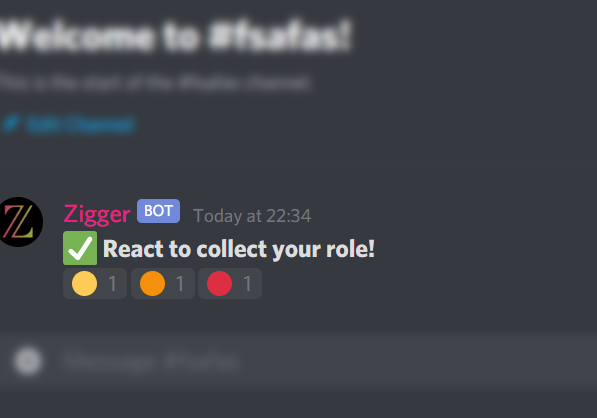 Welcome to #fsafas!
This is the start of the #fsafas channel.
Edit Channel
Zigger BOT Today at 22:34
✅ React to collect your role!
1 1 1
Message #fsafas